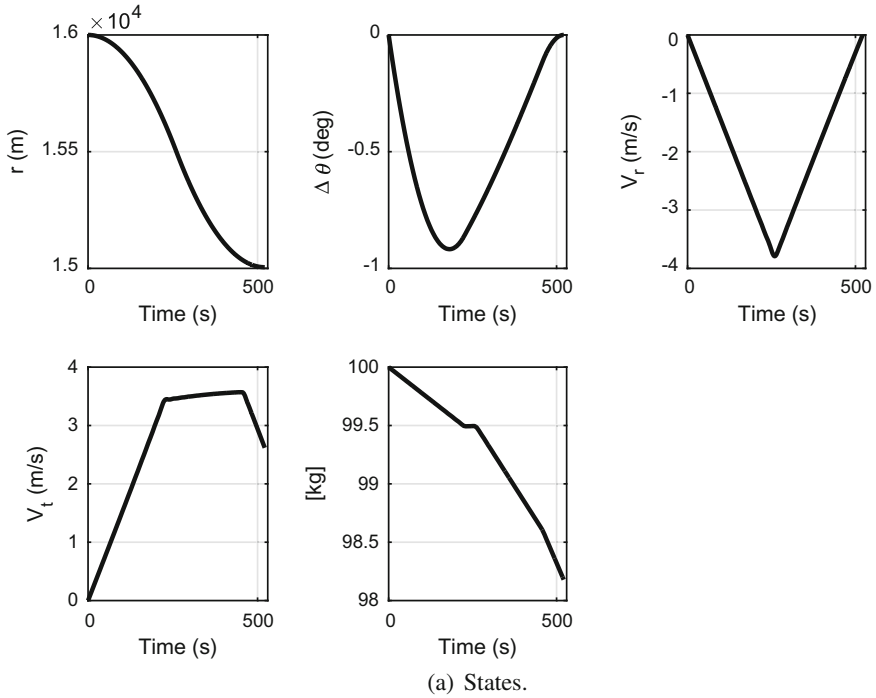 × 10⁴
1.6
1.55
1.5
r (m)
0
500
Time (s)
0
-0.5
-1
Δ θ (deg)
0
500
Time (s)
0
-1
-2
-3
-4
V_r (m/s)
0
500
Time (s)
4
3
2
1
0
V_t (m/s)
0
500
Time (s)
100
99.5
99
98.5
98
[kg]
0
500
Time (s)
(a) States.